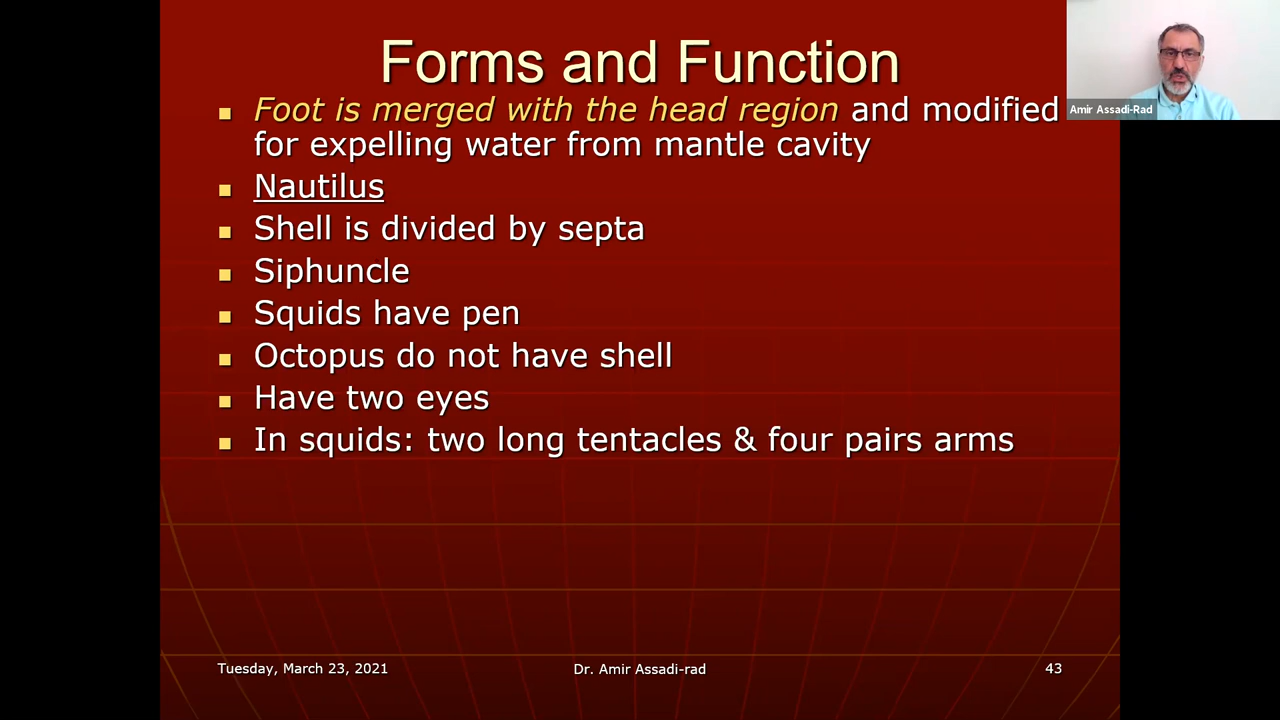 Forms and Function
Foot is merged with the head region and modified
for expelling water from mantle cavity
Nautilus
Shell is divided by septa
Siphuncle
Squids have pen
Octopus do not have shell
Have two eyes
In squids: two long tentacles & four pairs arms
Tuesday, March 23, 2021
Dr. Amir Assadi-rad
43
Amir Assadi-Rad